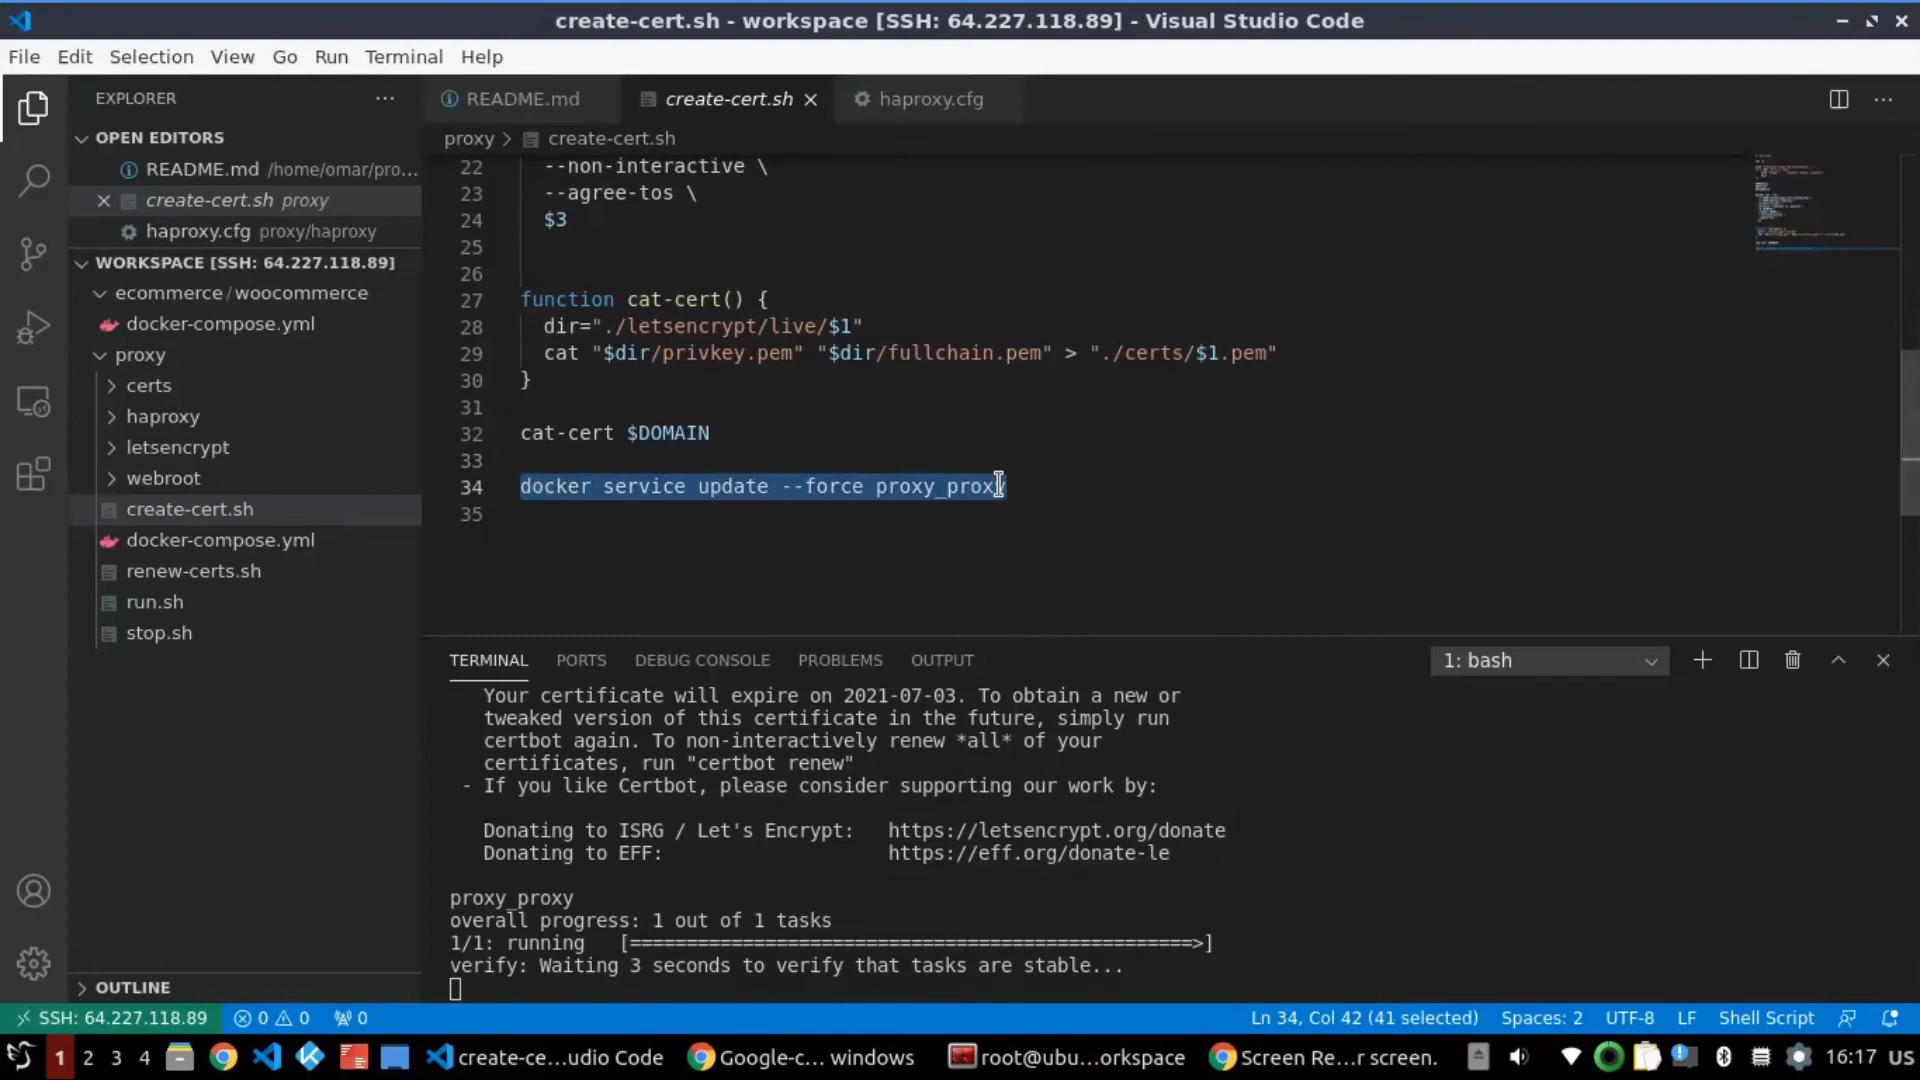 create-cert.sh - workspace [SSH: 64.227.118.89] - Visual Studio Code
File Edit Selection View Go Run Terminal Help
EXPLORER
OPEN EDITORS
README.md /home/omar/pro...
create-cert.sh proxy
haproxy.cfg proxy/haproxy
WORKSPACE [SSH: 64.227.118.89]
ecommerce/woocommerce
docker-compose.yml
proxy
certs
haproxy
letsencrypt
webroot
create-cert.sh
docker-compose.yml
renew-certs.sh
run.sh
stop.sh
OUTLINE
README.md create-cert.sh haproxy.cfg
proxy > create-cert.sh
22 --non-interactive \
23 --agree-tos \
24 $3
25
26
27 function cat-cert() {
28 dir="./letsencrypt/live/$1"
29 cat "$dir/privkey.pem" "$dir/fullchain.pem" > "./certs/$1.pem"
30 }
31
32 cat-cert $DOMAIN
33
34 docker service update --force proxy_proxy
35
TERMINAL PORTS DEBUG CONSOLE PROBLEMS OUTPUT 1: bash
Your certificate will expire on 2021-07-03. To obtain a new or
tweaked version of this certificate in the future, simply run
certbot again. To non-interactively renew *all* of your
certificates, run "certbot renew"
- If you like Certbot, please consider supporting our work by:
Donating to ISRG / Let's Encrypt: https://letsencrypt.org/donate
Donating to EFF: https://eff.org/donate-le
proxy_proxy
overall progress: 1 out of 1 tasks
1/1: running [==================================================>]
verify: Waiting 3 seconds to verify that tasks are stable...
SSH: 64.227.118.89 0 0 0 Ln 34, Col 42 (41 selected) Spaces: 2 UTF-8 LF Shell Script
1 2 3 4 create-ce...udio Code Google-c... windows root@ubu...orkspace Screen Re...r screen. 16:17 US